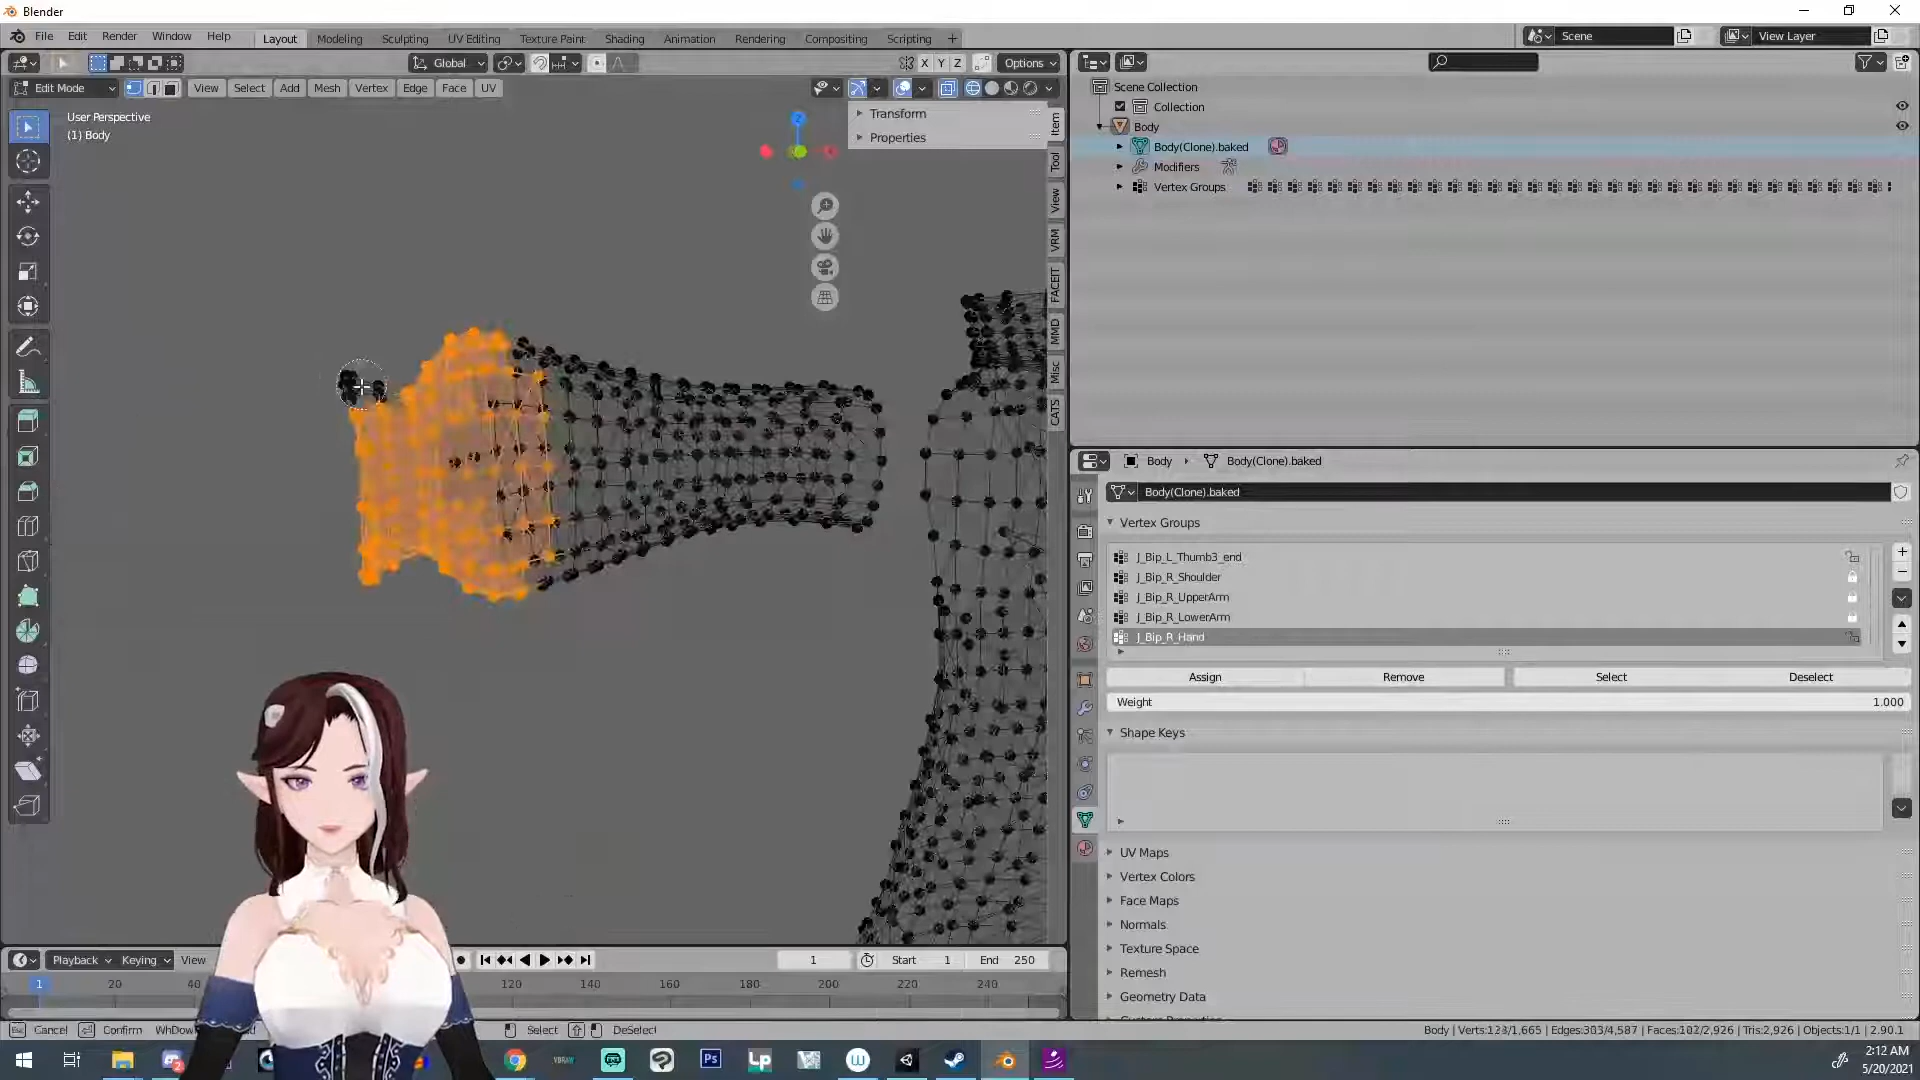 Blender
File Edit Render Window Help Layout Modeling Sculpting UV Editing Texture Paint Shading Animation Rendering Compositing Scripting Scene View Layer
Global X Y Z Options
Edit Mode View Select Add Mesh Vertex Edge Face UV
User Perspective
(1) Body
Transform
Properties
Item
Tool
View
VRM
FACEIT
MMD
Misc
CATS
Scene Collection
Collection
Body
Body(Clone).baked
Modifiers
Vertex Groups
Body Body(Clone).baked
Body(Clone).baked
Vertex Groups
J_Bip_L_Thumb3_end
J_Bip_R_Shoulder
J_Bip_R_UpperArm
J_Bip_R_LowerArm
J_Bip_R_Hand
Assign Remove Select Deselect
Weight 1.000
Shape Keys
UV Maps
Vertex Colors
Face Maps
Normals
Texture Space
Remesh
Geometry Data
Playback Keying View 1 Start 1 End 250
1 20 40 120 140 160 180 200 220 240
Cancel Confirm Select DeSelect
Body | Verts:123/1,665 | Edges:303/4,587 | Faces:102/2,926 | Tris:2,926 | Objects:1/1 | 2.90.1
2:12 AM
5/20/2021